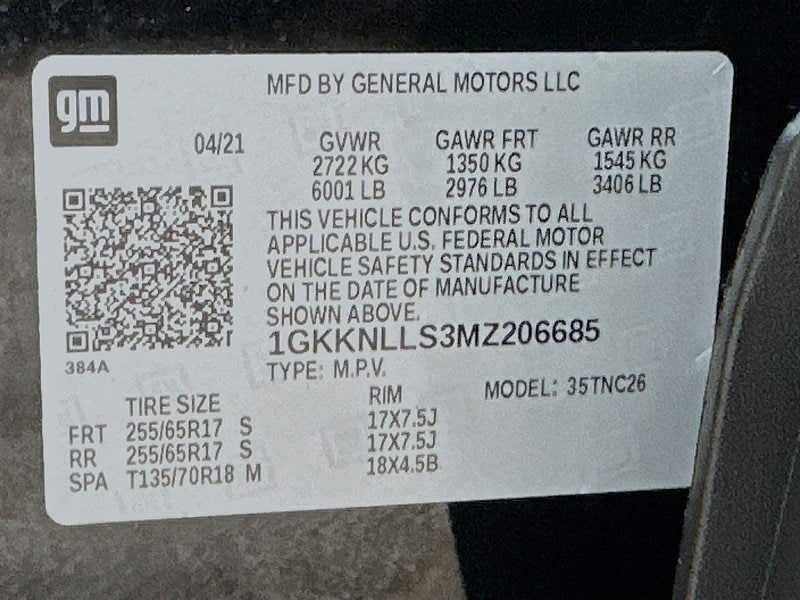 gm
MFD BY GENERAL MOTORS LLC
04/21
GVWR GAWR FRT GAWR RR
2722 KG 1350 KG 1545 KG
6001 LB 2976 LB 3406 LB
THIS VEHICLE CONFORMS TO ALL
APPLICABLE U.S. FEDERAL MOTOR
VEHICLE SAFETY STANDARDS IN EFFECT
ON THE DATE OF MANUFACTURE
SHOWN ABOVE.
1GKKNLLS3MZ206685
384A
TYPE: M.P.V.
MODEL: 35TNC26
TIRE SIZE RIM
FRT 255/65R17 S 17X7.5J
RR 255/65R17 S 17X7.5J
SPA T135/70R18 M 18X4.5B